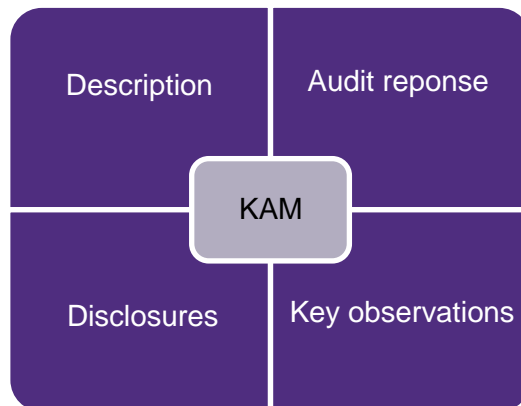 Description
Audit reponse
KAM
Disclosures
Key observations